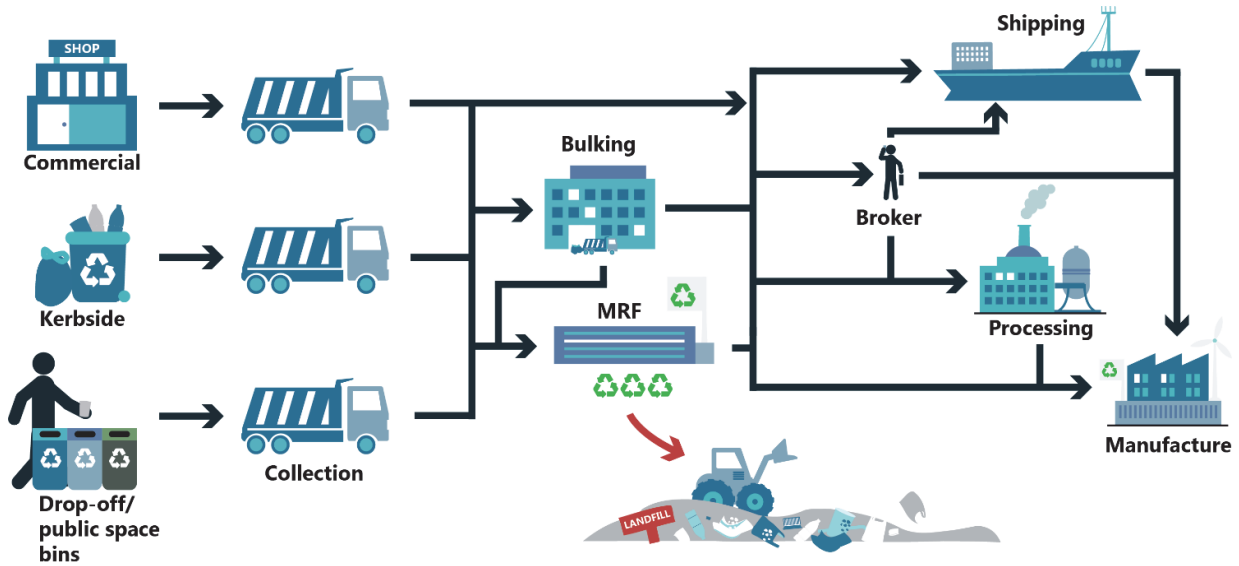 SHOP
Commercial
Kerbside
Drop-off/
public space
bins
Collection
Bulking
MRF
LANDFILL
Shipping
Broker
Processing
Manufacture